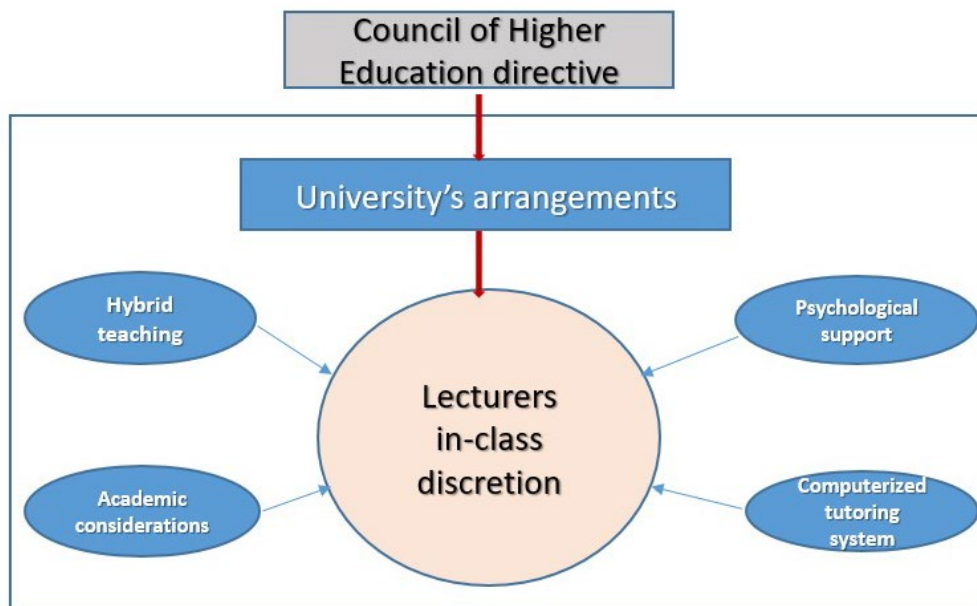 Council of Higher
Education directive
University's arrangements
Hybrid
teaching
Psychological
support
Lecturers
in-class
discretion
Academic
considerations
Computerized
tutoring
system